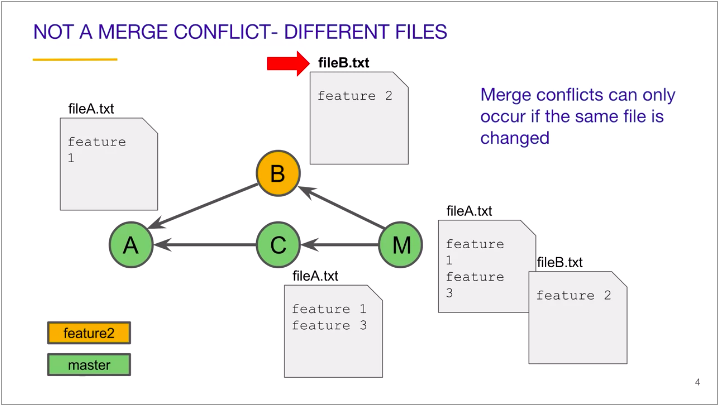 NOT A MERGE CONFLICT- DIFFERENT FILES
fileB.txt
feature 2
Merge conflicts can only
occur if the same file is
changed
fileA.txt
feature
1
B
A
C
M
fileA.txt
feature
1
feature
3
fileB.txt
feature 2
fileA.txt
feature 1
feature 3
feature2
master
4